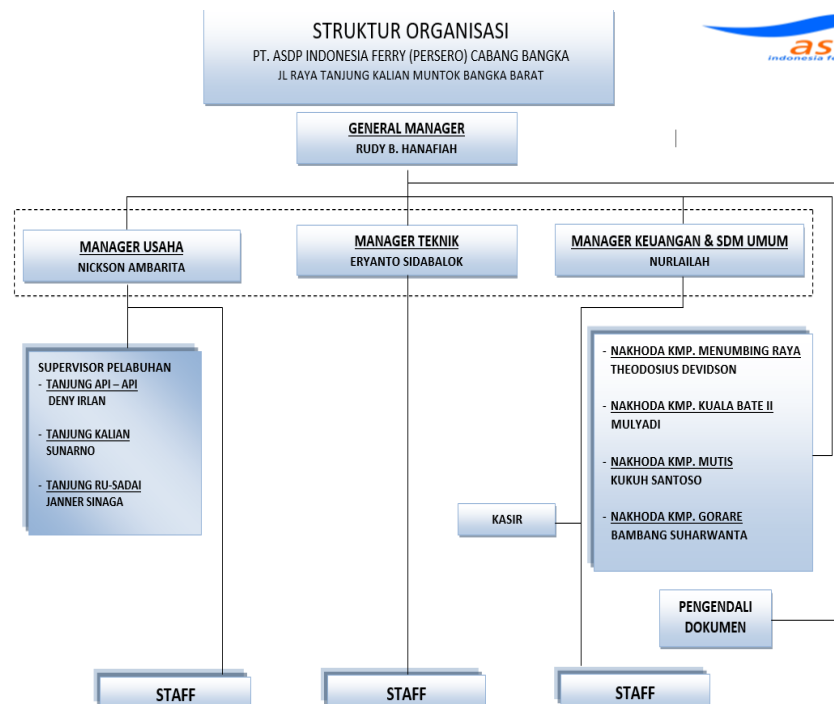 STRUKTUR ORGANISASI
PT. ASDP INDONESIA FERRY (PERSERO) CABANG BANGKA
JL RAYA TANJUNG KALIAN MUNTOK BANGKA BARAT
indonesia
GENERAL MANAGER
RUDY B. HANAFIAH
MANAGER USAHA
NICKSON AMBARITA
MANAGER TEKNIK
ERYANTO SIDABALOK
MANAGER KEUANGAN & SDM UMUM
NURLAILAH
SUPERVISOR PELABUHAN
- TANJUNG API – API
DENY IRLAN
- TANJUNG KALIAN
SUNARNO
- TANJUNG RU-SADAI
JANNER SINAGA
- NAKHODA KMP. MENUMBING RAYA
THEODOSIUS DEVIDSON
- NAKHODA KMP. KUALA BATE II
MULYADI
- NAKHODA KMP. MUTIS
KUKUH SANTOSO
- NAKHODA KMP. GORARE
BAMBANG SUHARWANTA
KASIR
PENGENDALI
DOKUMEN
STAFF
STAFF
STAFF